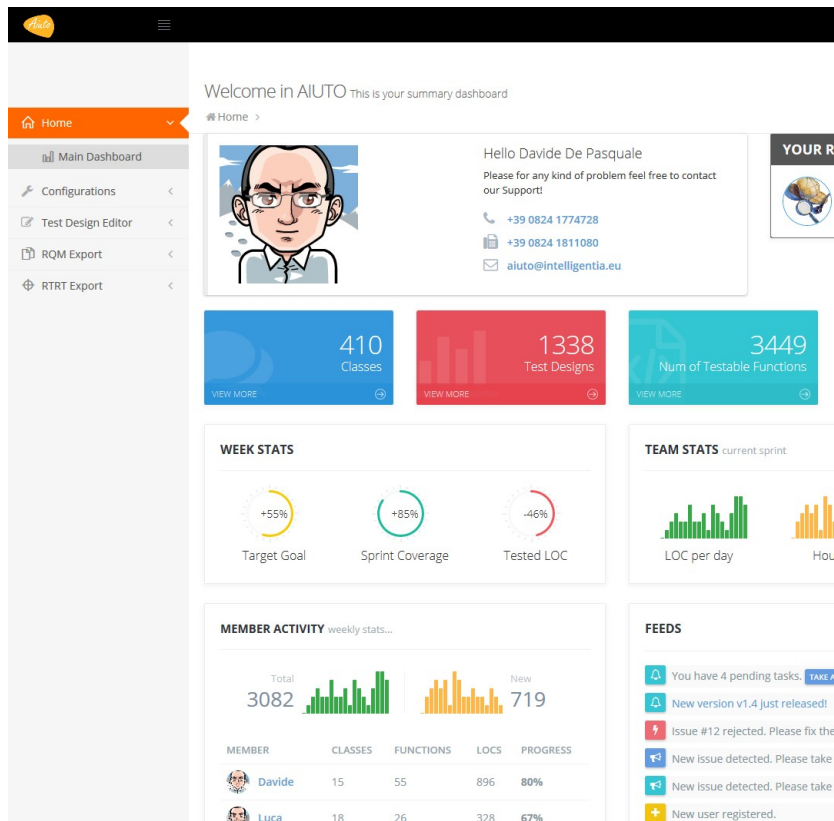 Aiuto
Welcome in AIUTO This is your summary dashboard
Home >
Home
Main Dashboard
Configurations
Test Design Editor
RQM Export
RTRT Export
Hello Davide De Pasquale
Please for any kind of problem feel free to contact
our Support!
+39 0824 1774728
+39 0824 1811080
aiuto@intelligentia.eu
YOUR R
410
Classes
VIEW MORE
1338
Test Designs
VIEW MORE
3449
Num of Testable Functions
VIEW MORE
WEEK STATS
+55%
+85%
-46%
Target Goal
Sprint Coverage
Tested LOC
TEAM STATS current sprint
LOC per day
Hou
MEMBER ACTIVITY weekly stats...
Total
3082
New
719
MEMBER CLASSES FUNCTIONS LOCS PROGRESS
Davide 15 55 896 80%
Luca 18 26 328 67%
FEEDS
You have 4 pending tasks. TAKE A
New version v1.4 just released!
Issue #12 rejected. Please fix the
New issue detected. Please take
New issue detected. Please take
New user registered.